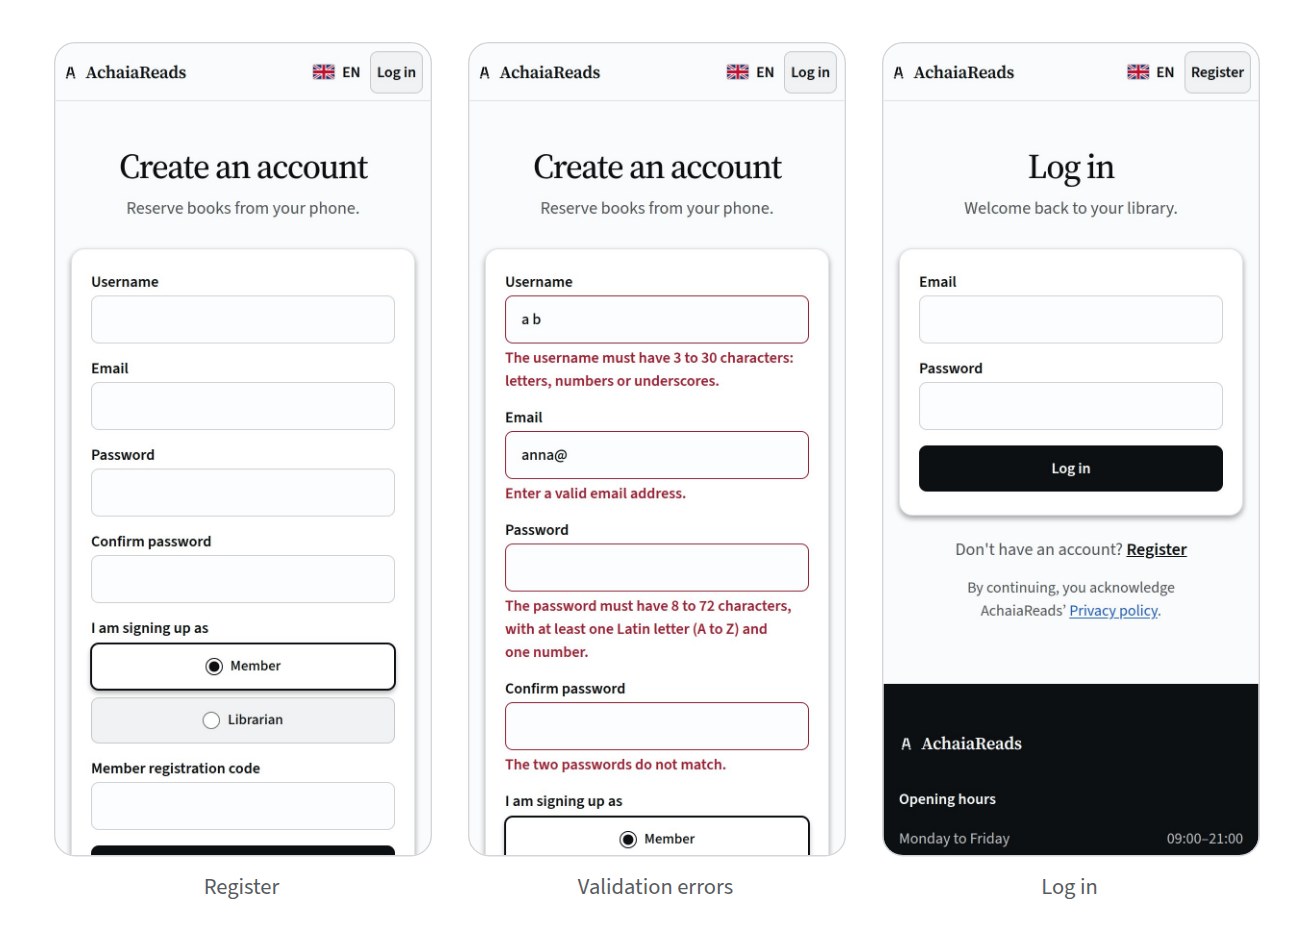 A AchaiaReads EN Log in
Create an account
Reserve books from your phone.
Username
Email
Password
Confirm password
I am signing up as
Member
Librarian
Member registration code
Register
A AchaiaReads EN Log in
Create an account
Reserve books from your phone.
Username
a b
The username must have 3 to 30 characters:
letters, numbers or underscores.
Email
anna@
Enter a valid email address.
Password
The password must have 8 to 72 characters,
with at least one Latin letter (A to Z) and
one number.
Confirm password
The two passwords do not match.
I am signing up as
Member
Validation errors
A AchaiaReads EN Register
Log in
Welcome back to your library.
Email
Password
Log in
Don't have an account? Register
By continuing, you acknowledge
AchaiaReads’ Privacy policy.
A AchaiaReads
Opening hours
Monday to Friday 09:00–21:00
Log in